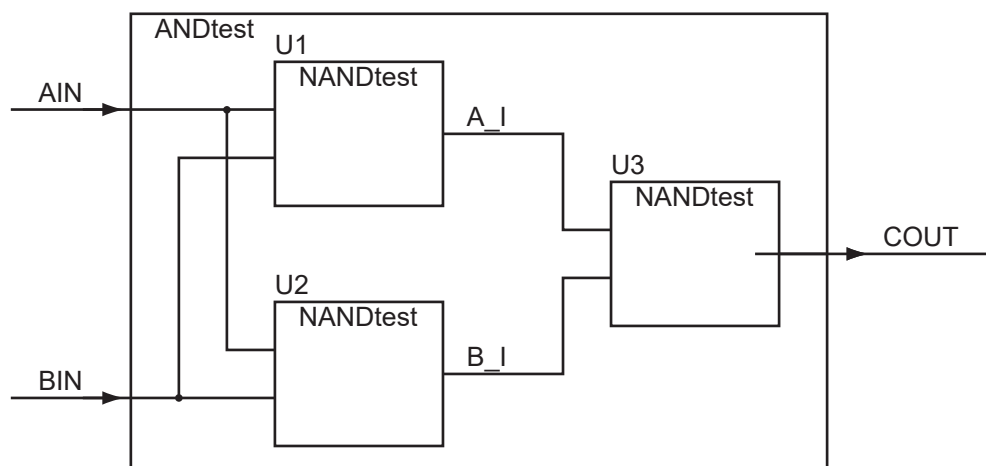 ANDtest
U1
NANDtest
AIN
A_I
U3
NANDtest
COUT
U2
NANDtest
B_I
BIN